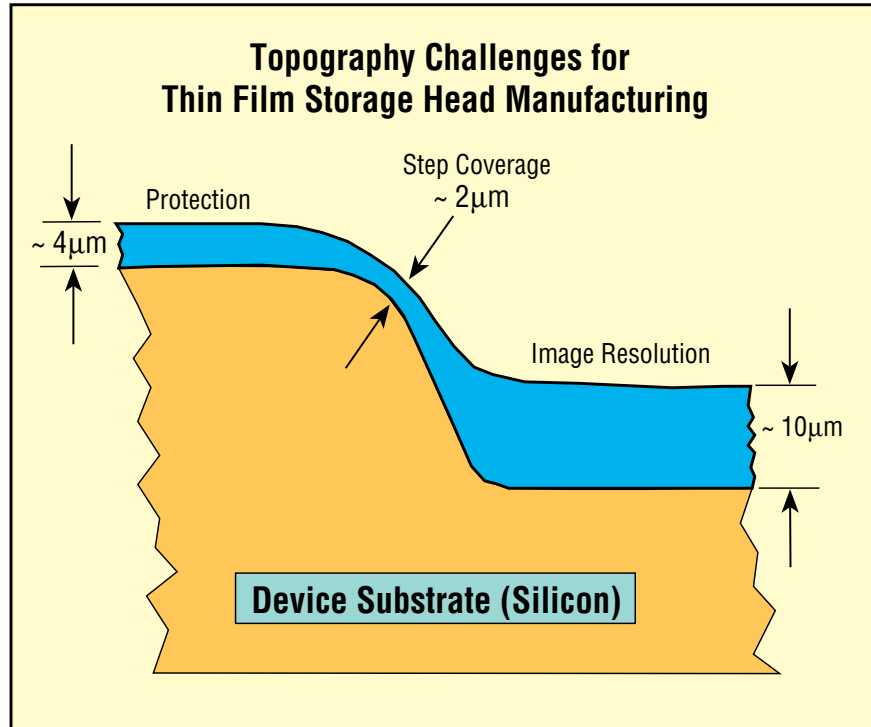 Topography Challenges for
Thin Film Storage Head Manufacturing
Step Coverage
~ 2µm
Protection
~ 4µm
Image Resolution
~ 10µm
Device Substrate (Silicon)